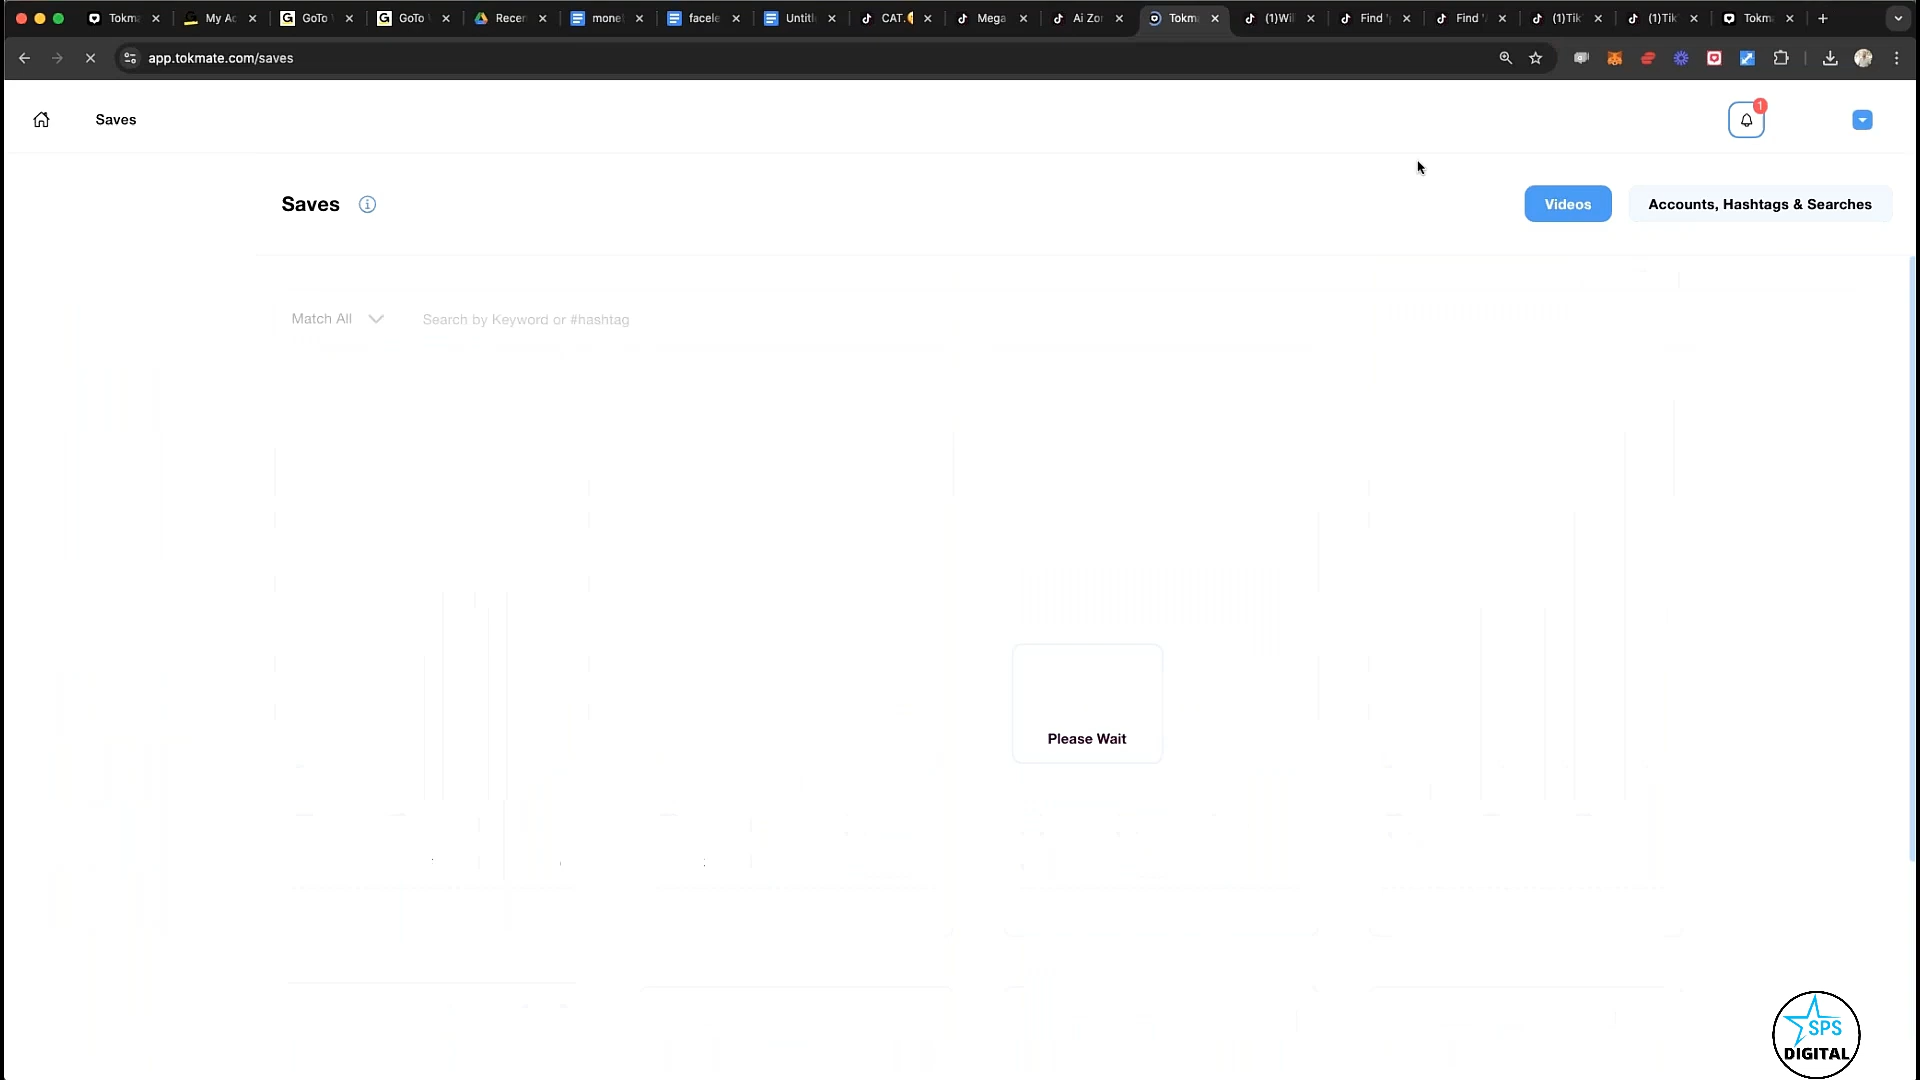 Tokm
My Ac
GoTo
GoTo
Recen
mone
facele
Untitl
CAT.
Mega
Ai Zo
Tokm
(1)Wil
Find '
Find '
(1)Tik
(1)Tik
Tokm
app.tokmate.com/saves
Saves
1
Saves
Videos
Accounts, Hashtags & Searches
Match All
Search by Keyword or #hashtag
Please Wait
SPS
DIGITAL